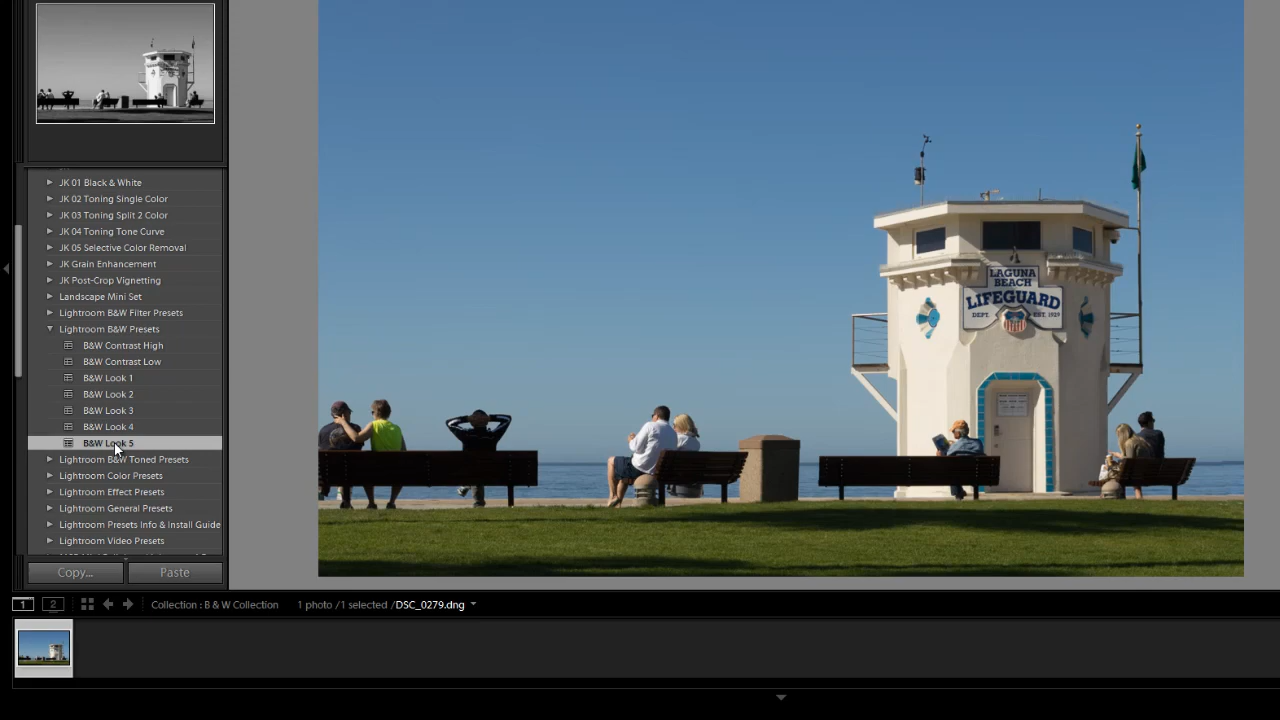 JK 01 Black & White
JK 02 Toning Single Color
JK 03 Toning Split 2 Color
JK 04 Toning Tone Curve
JK 05 Selective Color Removal
JK Grain Enhancement
JK Post-Crop Vignetting
Landscape Mini Set
Lightroom B&W Filter Presets
Lightroom B&W Presets
B&W Contrast High
B&W Contrast Low
B&W Look 1
B&W Look 2
B&W Look 3
B&W Look 4
B&W Look 5
Lightroom B&W Toned Presets
Lightroom Color Presets
Lightroom Effect Presets
Lightroom General Presets
Lightroom Presets Info & Install Guide
Lightroom Video Presets
Copy...
Paste
LAGUNA
BEACH
LIFEGUARD
DEPT. EST. 1929
1 2 Collection : B & W Collection 1 photo /1 selected /DSC_0279.dng